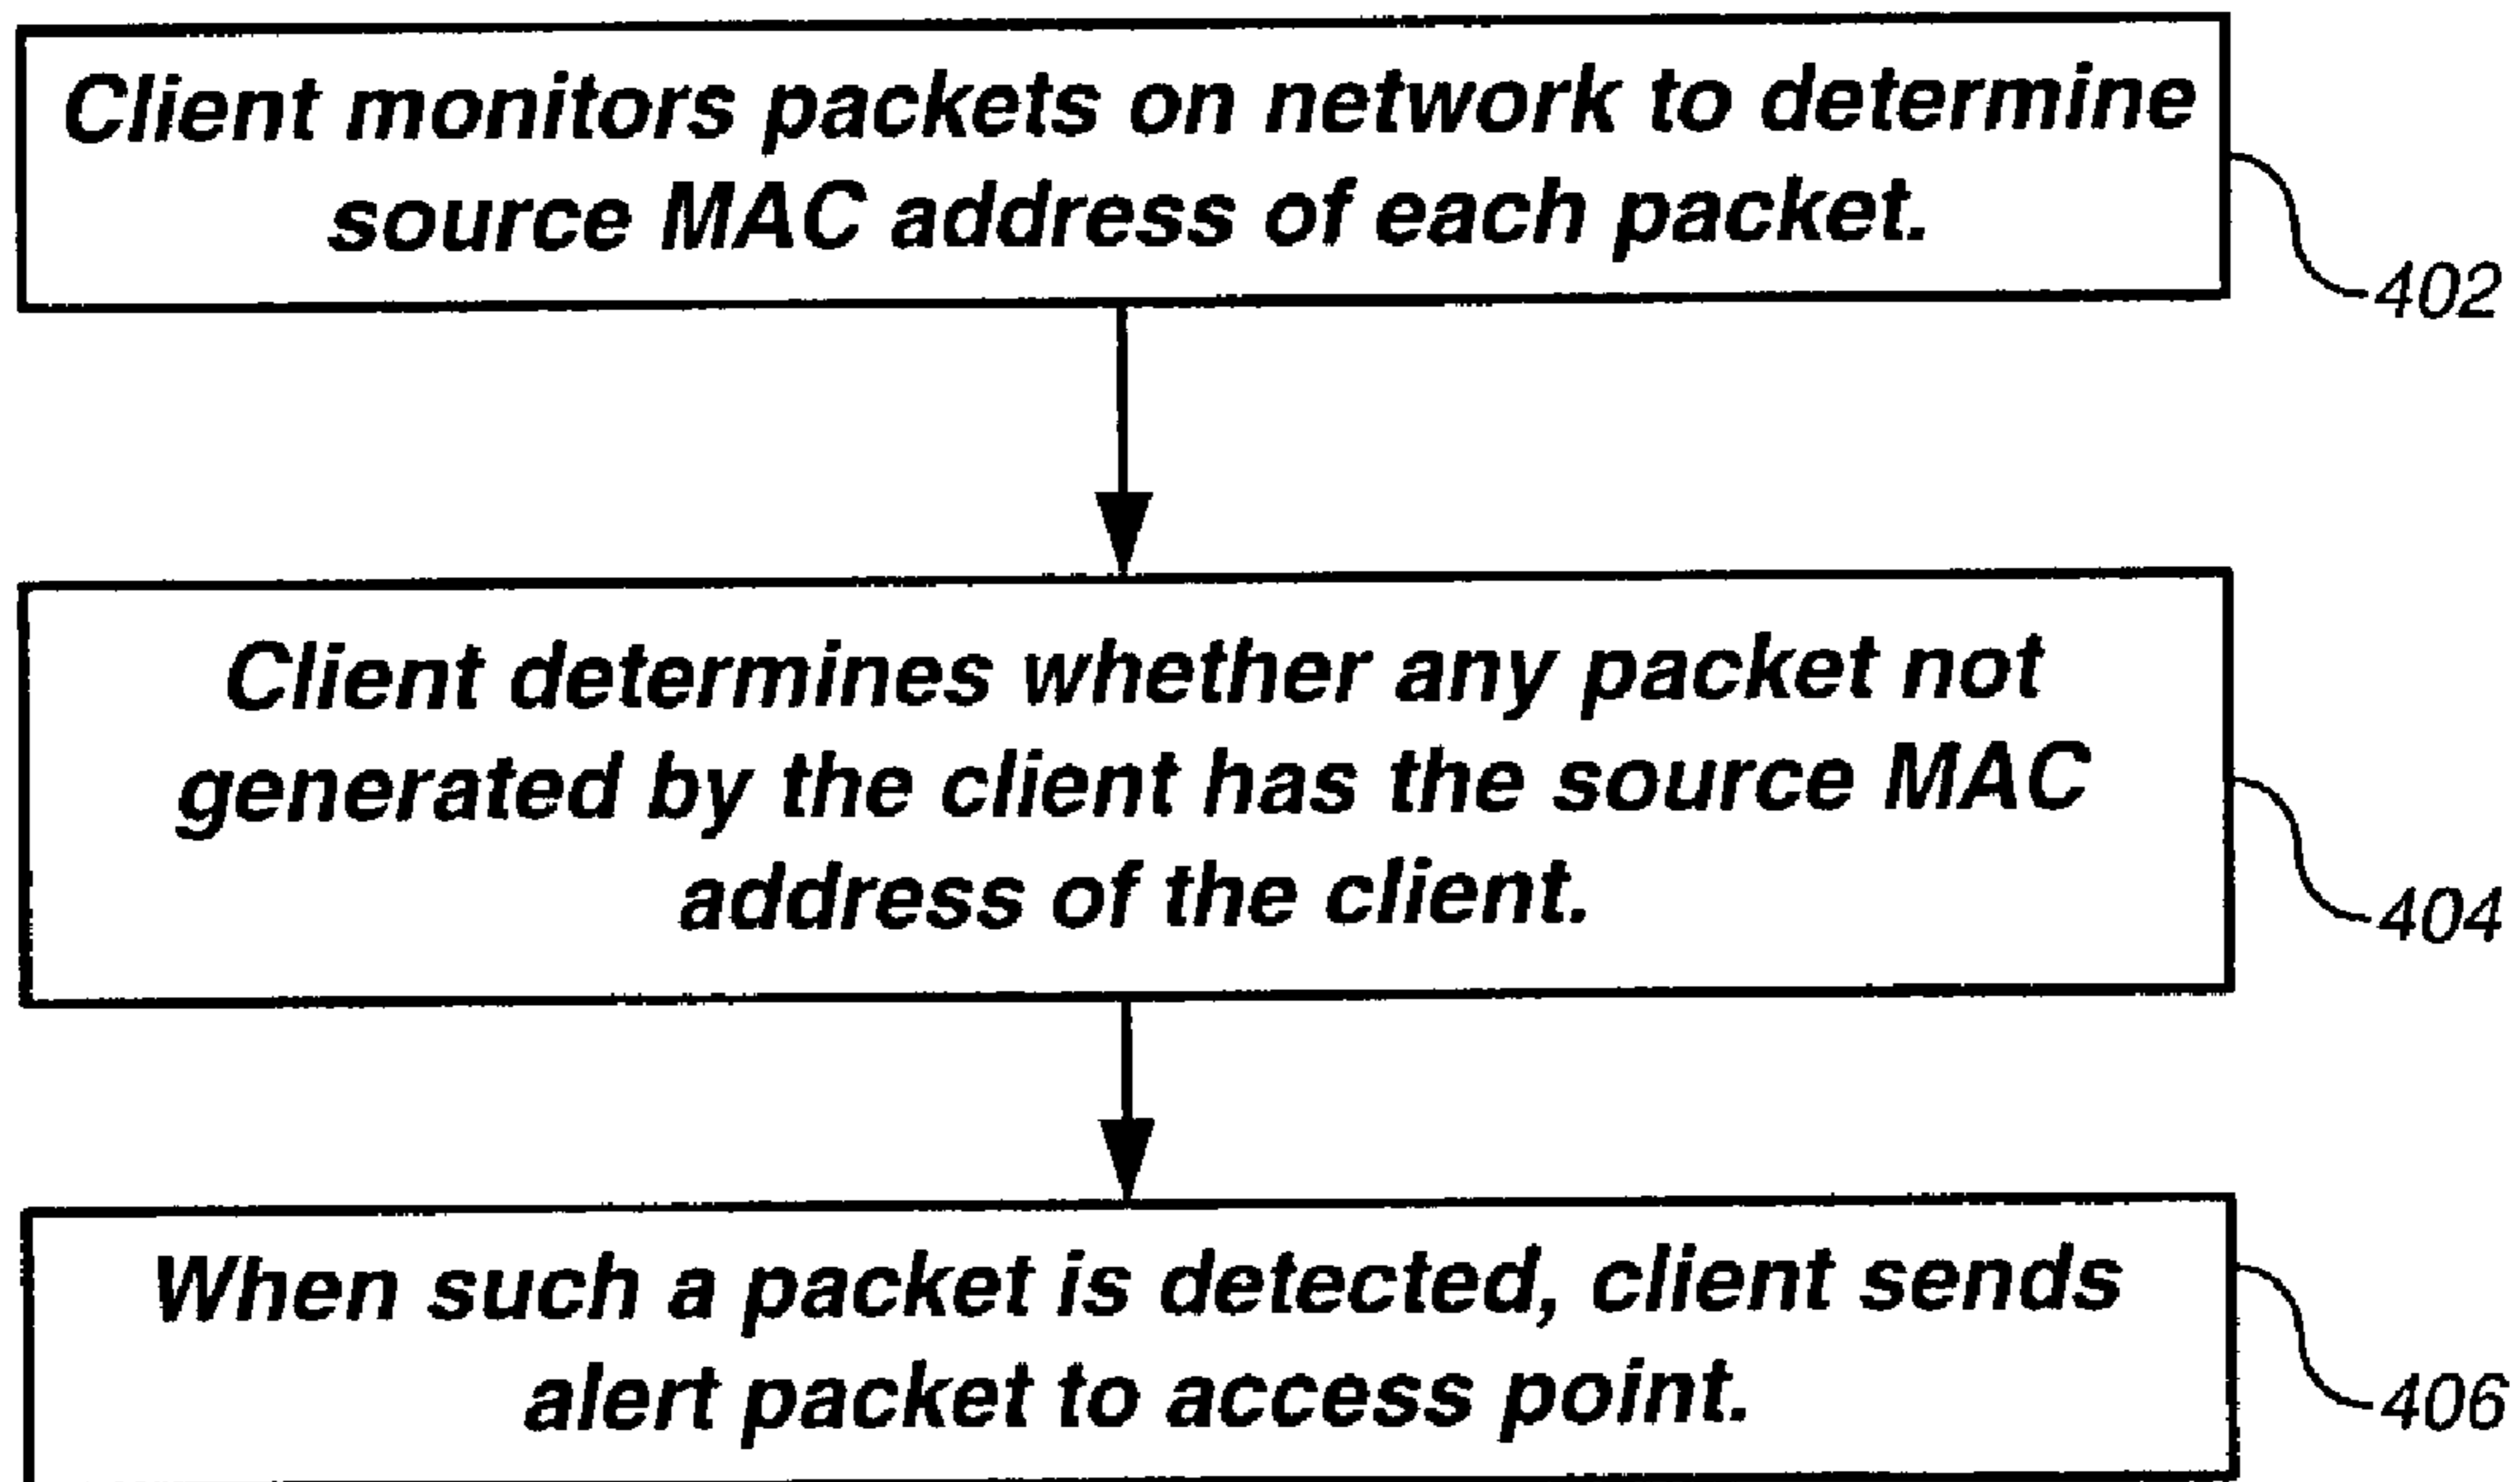 Client monitors packets on network to determine
source MAC address of each packet.
402
Client determines whether any packet not
generated by the client has the source MAC
address of the client.
404
When such a packet is detected, client sends
alert packet to access point.
406